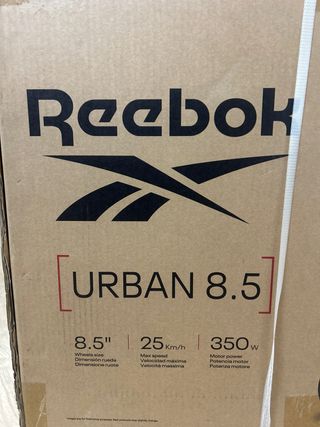 Reebok
[URBAN 8.5]
8.5" 25 Km/h 350 W
Wheels size Max speed Motor power
Dimensión rueda Velocidad máxima Potencia motor
Dimensione ruote Velocità massima Potenza motore